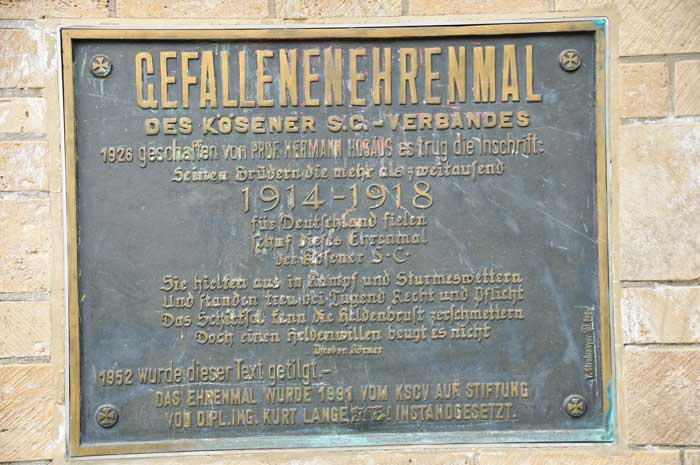 GEFALLENENEHRENMAL
DES KÖSENER S.C.-VERBANDES
1926 geschaffen von PROF. HERMANN HOSÄUS es trug die Inschrift:
Seinen Brüdern die mehr als zweitausend
1914-1918
für Deutschland fielen
schuf dieses Ehrenmal
der Kösener S·C·
Sie hielten aus in Kampf und Sturmeswettern
Und standen treu bei Tugend Recht und Pflicht
Das Schicksal kann die Heldenbrust zerschmettern
Doch einen Heldenwillen beugt es nicht
Theodor Körner
1952 wurde dieser Text getilgt.–
DAS EHRENMAL WURDE 1991 VOM KSCV AUF STIFTUNG
VON DIPL.ING. KURT LANGE INSTANDGESETZT.